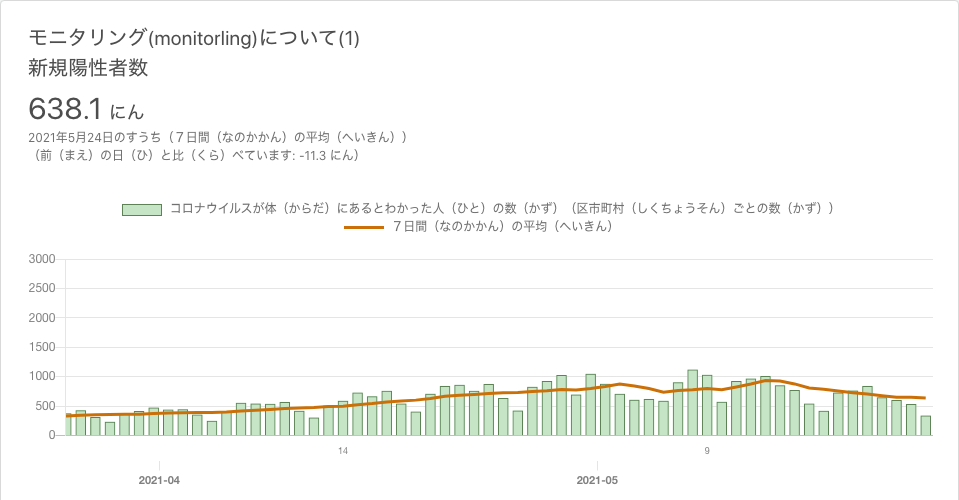 モニタリング(monitorling)について(1)
新規陽性者数
638.1 にん
2021年5月24日のすうち（７日間（なのかかん）の平均（へいきん））
（前（まえ）の日（ひ）と比（くら）べています: -11.3 にん）
コロナウイルスが体（からだ）にあるとわかった人（ひと）の数（かず）（区市町村（しくちょうそん）ごとの数（かず））
７日間（なのかかん）の平均（へいきん）
3000
2500
2000
1500
1000
500
0
14 9
2021-04 2021-05